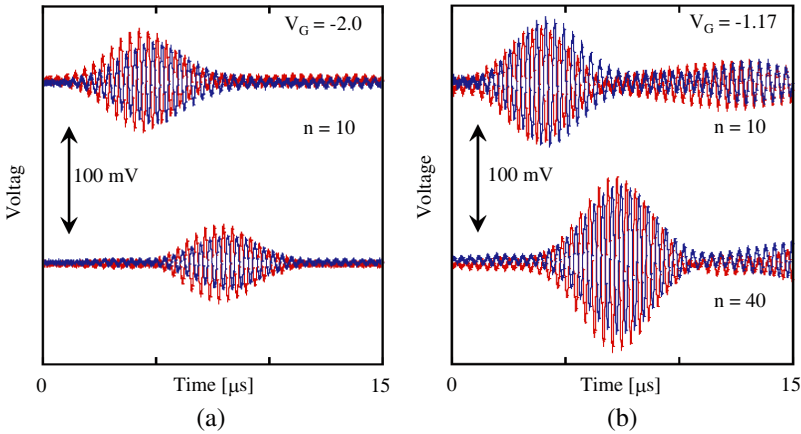 V_G = -2.0
n = 10
100 mV
Voltag
0
Time [μs]
15
(a)
V_G = -1.17
n = 10
100 mV
Voltage
n = 40
0
Time [μs]
15
(b)